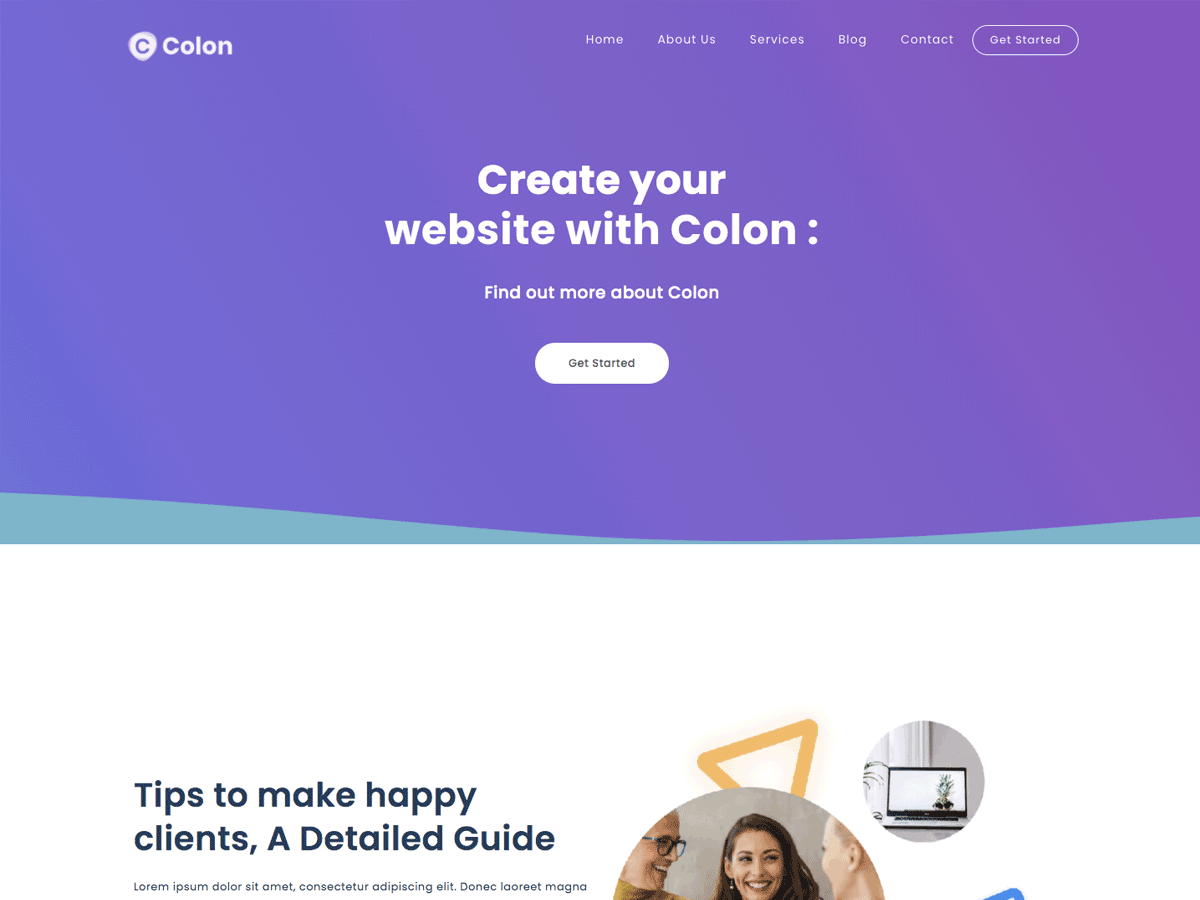 C Colon
Home About Us Services Blog Contact Get Started
Create your
website with Colon :
Find out more about Colon
Get Started
Tips to make happy
clients, A Detailed Guide
Lorem ipsum dolor sit amet, consectetur adipiscing elit. Donec laoreet magna